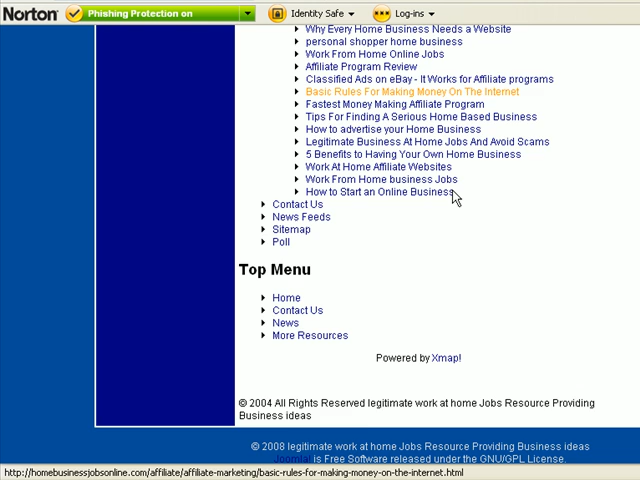 Norton Phishing Protection on Identity Safe Log-ins
Why Every Home Business Needs a Website
personal shopper home business
Work From Home Online Jobs
Affiliate Program Review
Classified Ads on eBay - It Works for Affiliate programs
Basic Rules For Making Money On The Internet
Fastest Money Making Affiliate Program
Tips For Finding A Serious Home Based Business
How to advertise your Home Business
Legitimate Business At Home Jobs And Avoid Scams
5 Benefits to Having Your Own Home Business
Work At Home Affiliate Websites
Work From Home business Jobs
How to Start an Online Business
Contact Us
News Feeds
Sitemap
Poll
Top Menu
Home
Contact Us
News
More Resources
Powered by Xmap!
© 2004 All Rights Reserved legitimate work at home Jobs Resource Providing
Business ideas
© 2008 legitimate work at home Jobs Resource Providing Business ideas
Joomla! is Free Software released under the GNU/GPL License.
http://homebusinessjobsonline.com/affiliate/affiliate-marketing/basic-rules-for-making-money-on-the-internet.html